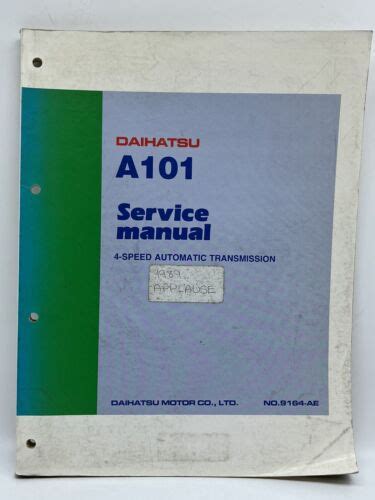 DAIHATSU
A101
Service
manual
4-SPEED AUTOMATIC TRANSMISSION
1989
APPLAUSE
DAIHATSU MOTOR CO., LTD. NO.9164-AE